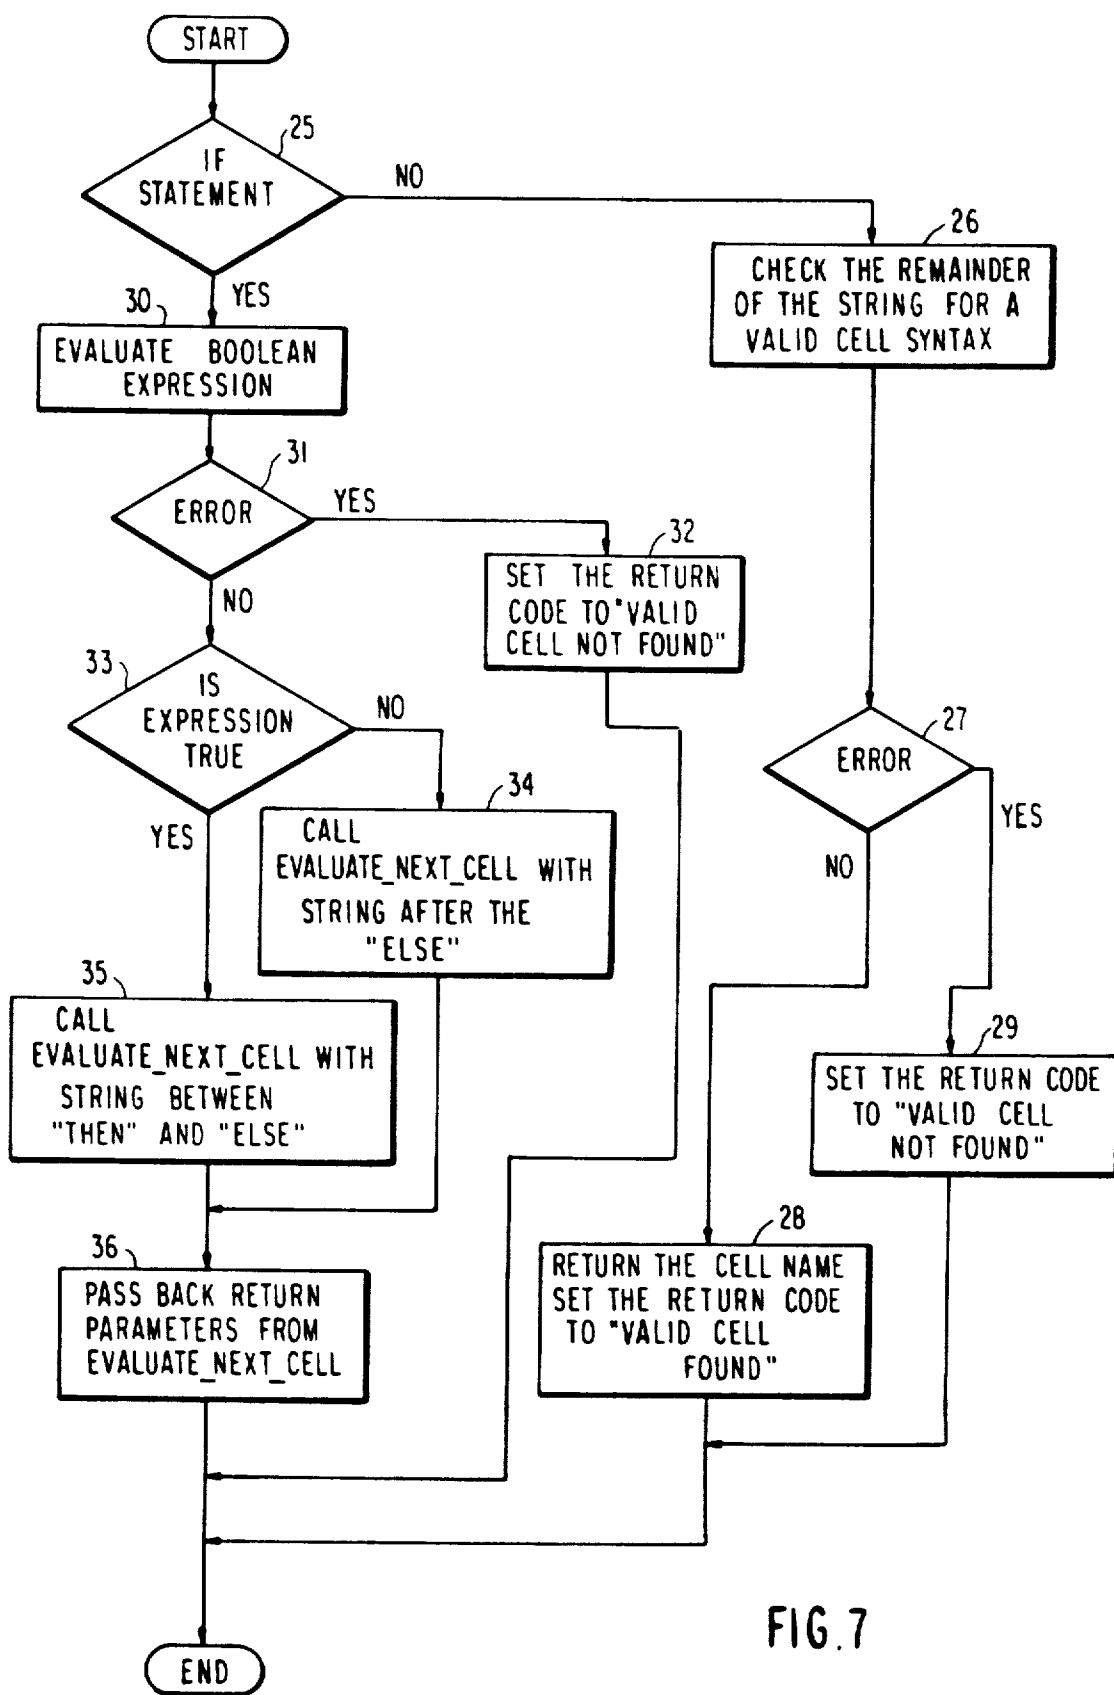 START
25
IF
STATEMENT
NO
YES
26
CHECK THE REMAINDER
OF THE STRING FOR A
VALID CELL SYNTAX
30
EVALUATE BOOLEAN
EXPRESSION
31
ERROR
YES
NO
32
SET THE RETURN
CODE TO "VALID
CELL NOT FOUND"
33
IS
EXPRESSION
TRUE
NO
YES
27
ERROR
YES
NO
34
CALL
EVALUATE_NEXT_CELL WITH
STRING AFTER THE
"ELSE"
35
CALL
EVALUATE_NEXT_CELL WITH
STRING BETWEEN
"THEN" AND "ELSE"
29
SET THE RETURN CODE
TO "VALID CELL
NOT FOUND"
28
RETURN THE CELL NAME
SET THE RETURN CODE
TO "VALID CELL
FOUND"
36
PASS BACK RETURN
PARAMETERS FROM
EVALUATE_NEXT_CELL
END
FIG.7